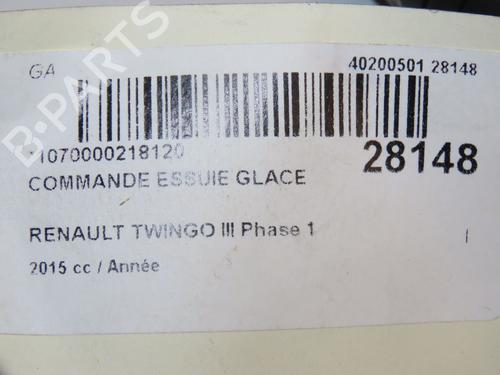 GA 40200501 28148
*1070000218120 28148
COMMANDE ESSUIE GLACE
RENAULT TWINGO III Phase 1
2015 cc / Année
B-PARTS